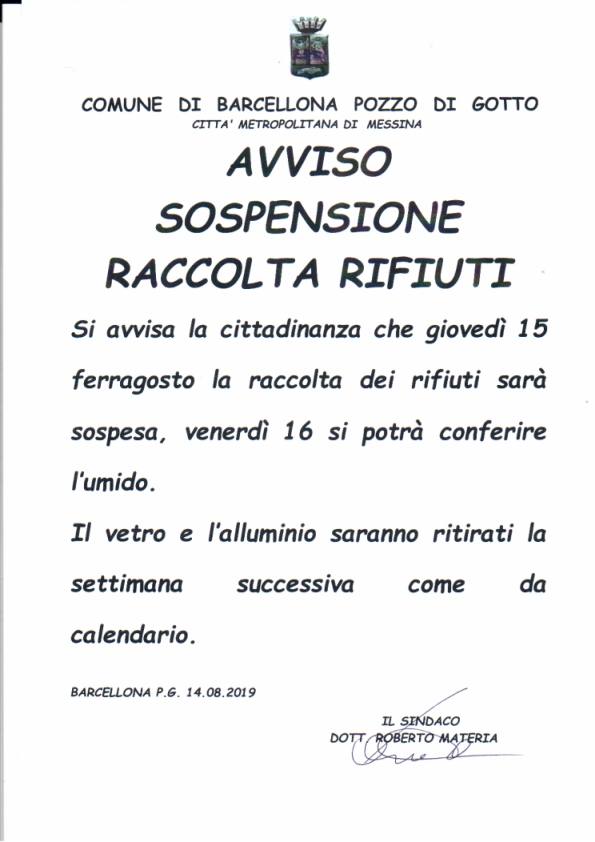 COMUNE DI BARCELLONA POZZO DI GOTTO
CITTA' METROPOLITANA DI MESSINA
AVVISO
SOSPENSIONE
RACCOLTA RIFIUTI
Si avvisa la cittadinanza che giovedì 15
ferragosto la raccolta dei rifiuti sarà
sospesa, venerdì 16 si potrà conferire
l'umido.
Il vetro e l'alluminio saranno ritirati la
settimana successiva come da
calendario.
BARCELLONA P.G. 14.08.2019
IL SINDACO
DOTT. ROBERTO MATERIA